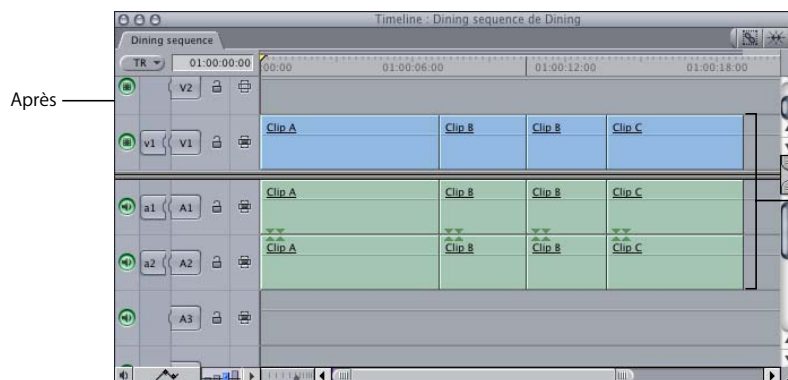 Timeline : Dining sequence de Dining
Dining sequence
TR 01:00:00:00 00:00 01:00:06:00 01:00:12:00 01:00:18:00
Après
V2
v1 V1 Clip A Clip B Clip B Clip C
a1 A1 Clip A Clip B Clip B Clip C
a2 A2 Clip A Clip B Clip B Clip C
A3